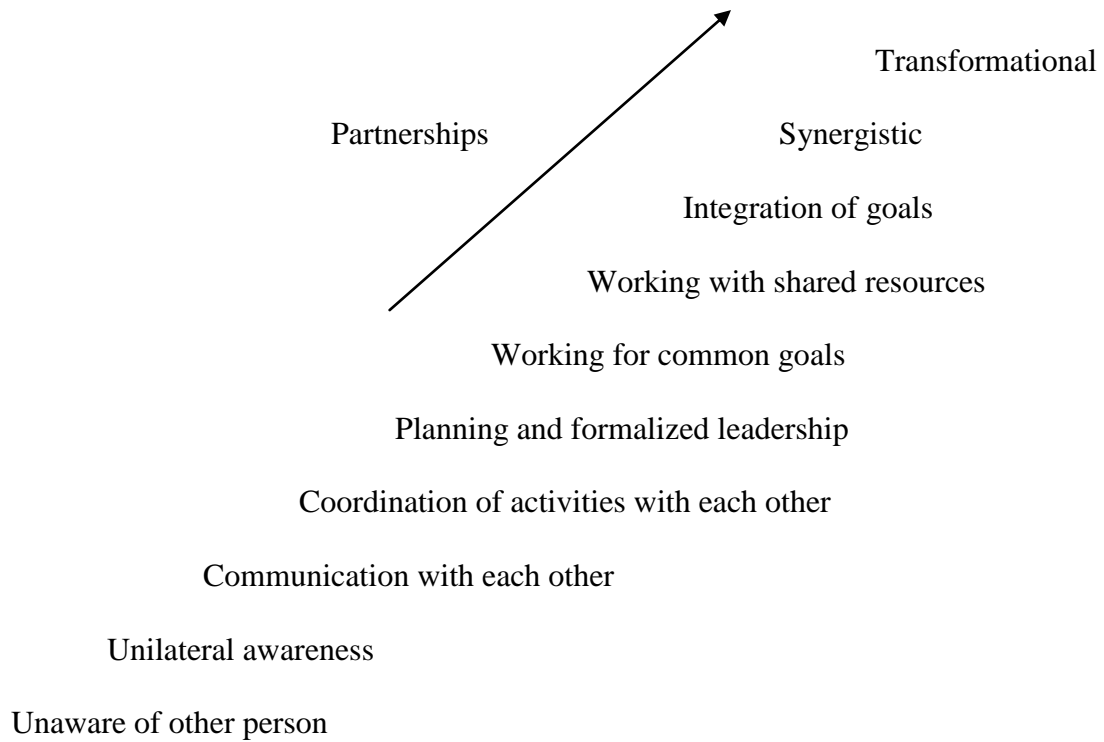 Transformational
Partnerships
Synergistic
Integration of goals
Working with shared resources
Working for common goals
Planning and formalized leadership
Coordination of activities with each other
Communication with each other
Unilateral awareness
Unaware of other person